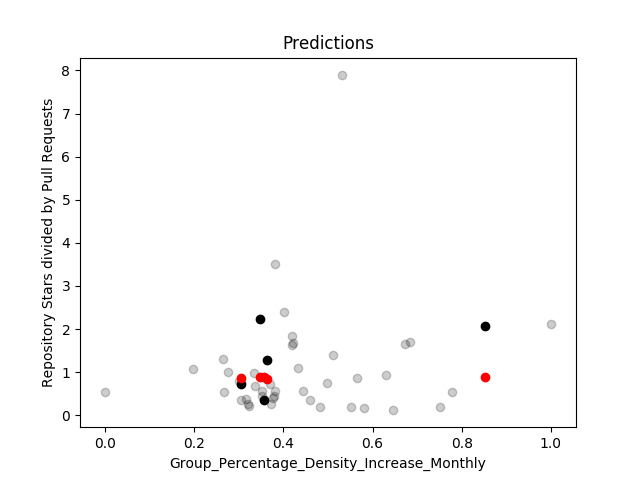 Predictions
Repository Stars divided by Pull Requests
8
7
6
5
4
3
2
1
0
0.0 0.2 0.4 0.6 0.8 1.0
Group_Percentage_Density_Increase_Monthly